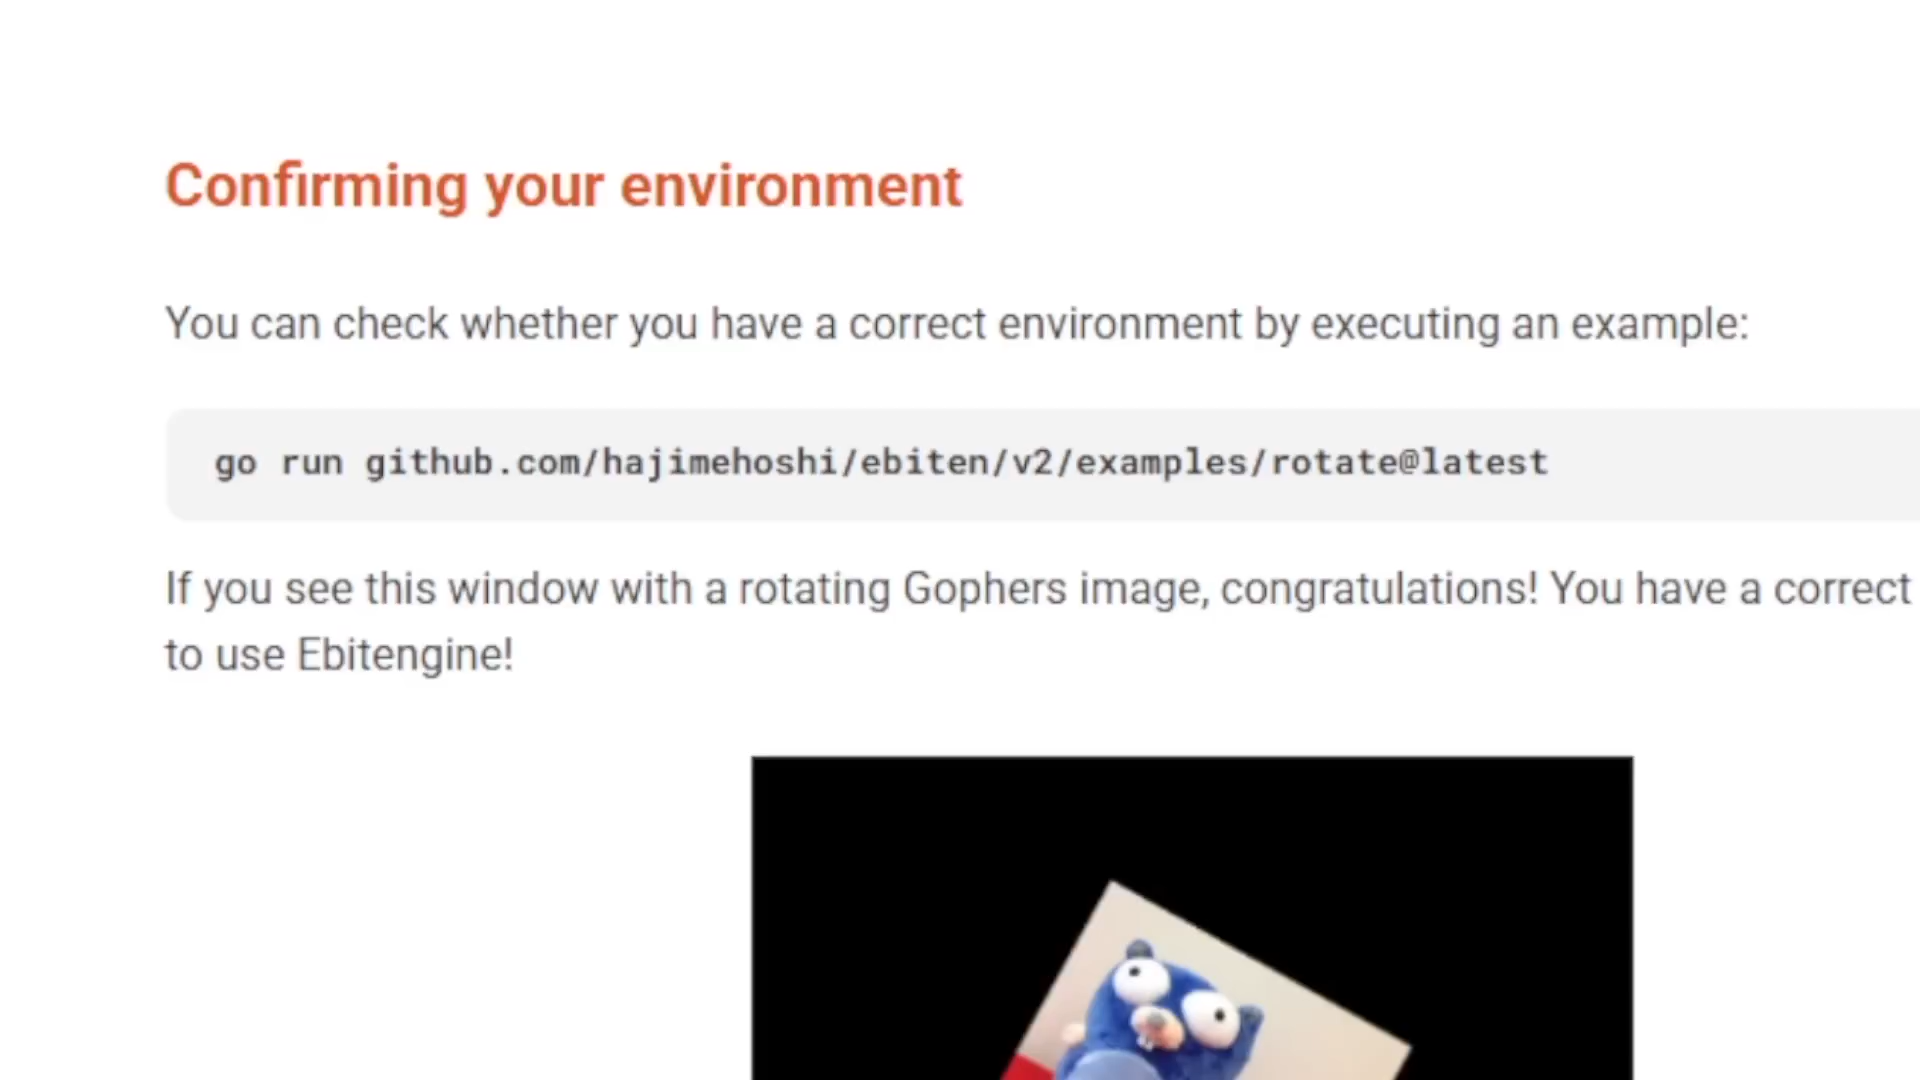 Confirming your environment
You can check whether you have a correct environment by executing an example:
go run github.com/hajimehoshi/ebiten/v2/examples/rotate@latest
If you see this window with a rotating Gophers image, congratulations! You have a correct
to use Ebitengine!